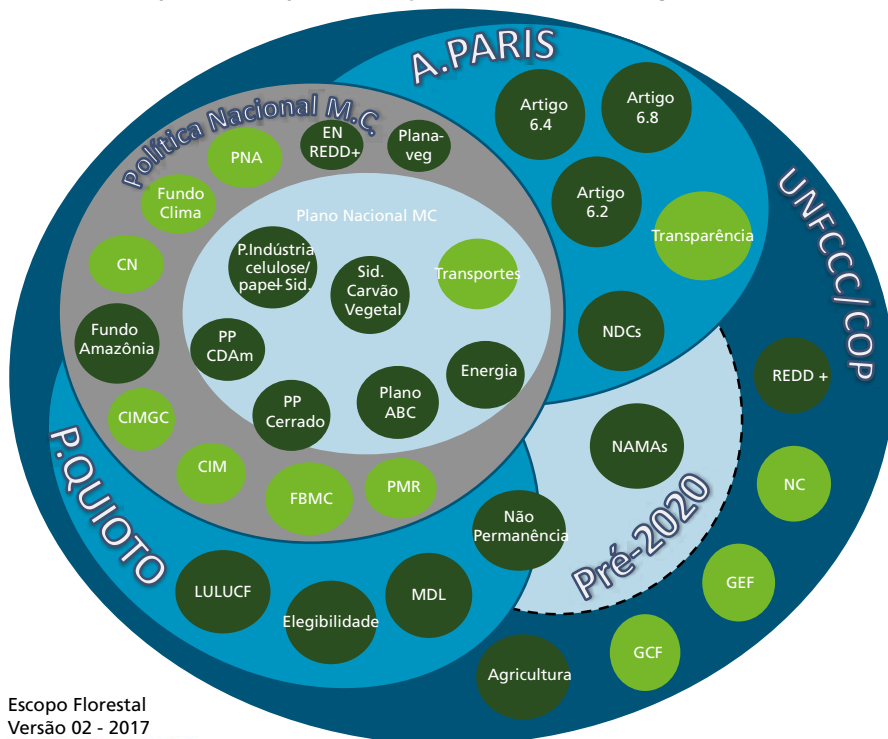 A.PARIS
Artigo
6.4
Artigo
6.8
Artigo
6.2
Transparência
NDCs
UNFCCC/COP
Política Nacional M.C.
EN
REDD+
Plana-
veg
PNA
Fundo
Clima
CN
Fundo
Amazônia
CIMGC
CIM
FBMC
PMR
Plano Nacional MC
P.Indústria
celulose/
papel-Sid.
Sid.
Carvão
Vegetal
Transportes
PP
CDAm
PP
Cerrado
Plano
ABC
Energia
REDD +
NAMAs
NC
Pré-2020
GEF
GCF
Agricultura
Não
Permanência
P.QUIOTO
LULUCF
Elegibilidade
MDL
Escopo Florestal
Versão 02 - 2017